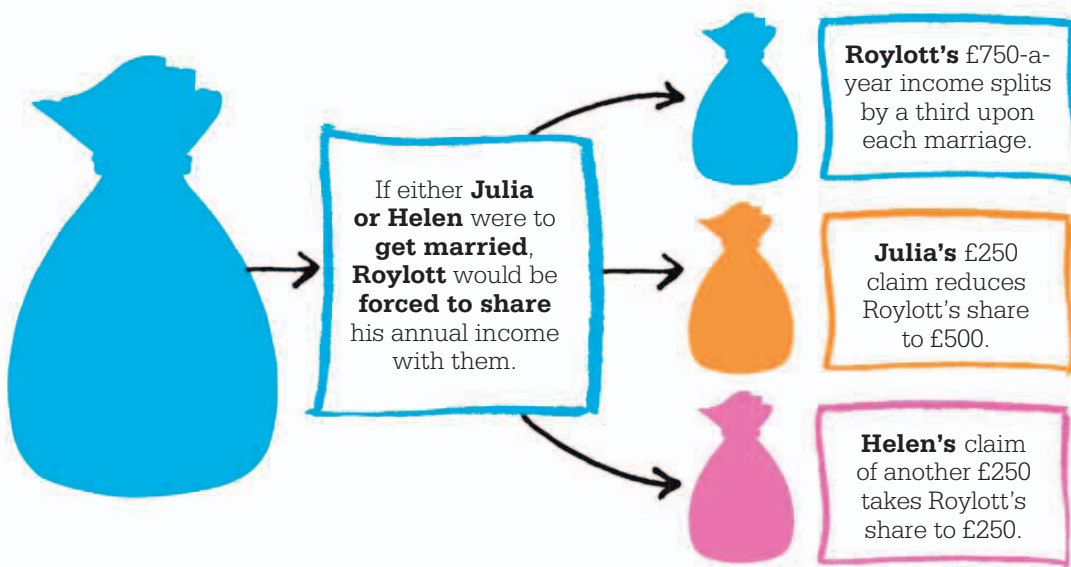 If either Julia
or Helen were to
get married,
Roylott would be
forced to share
his annual income
with them.
Roylott's £750-a-
year income splits
by a third upon
each marriage.
Julia's £250
claim reduces
Roylott's share
to £500.
Helen's claim
of another £250
takes Roylott's
share to £250.